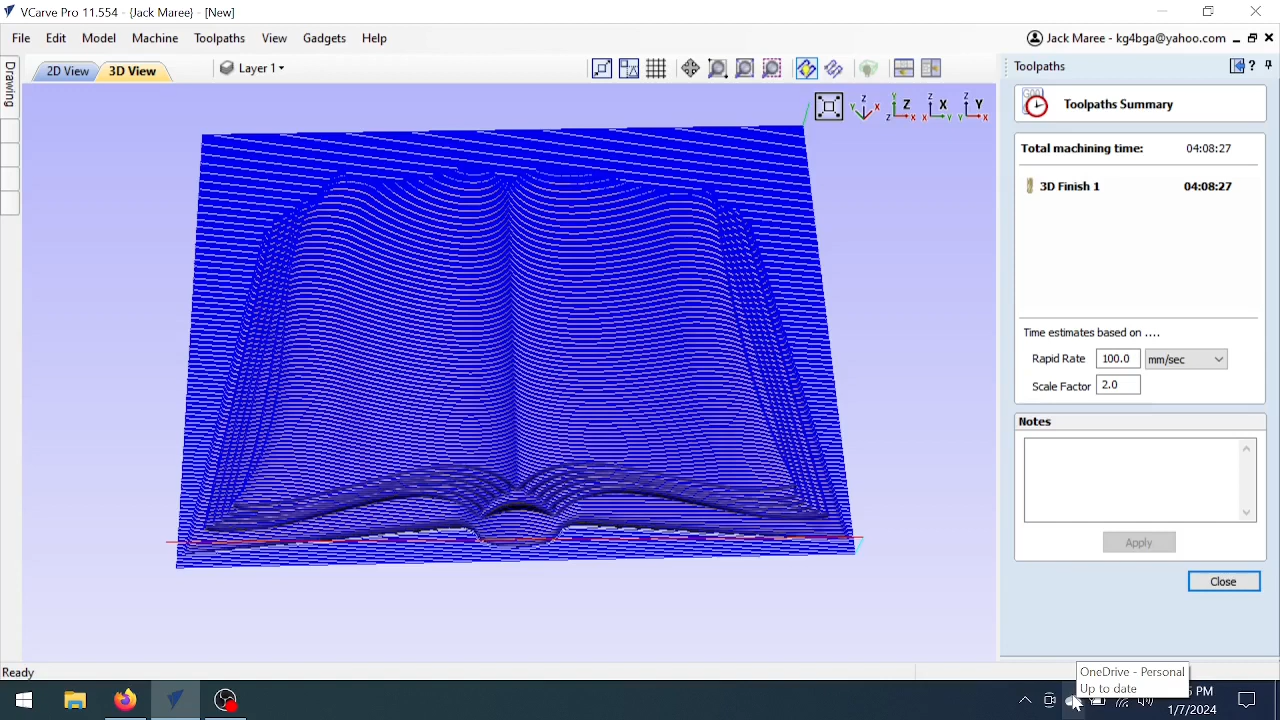 VCarve Pro 11.554 - {Jack Maree} - [New]
File Edit Model Machine Toolpaths View Gadgets Help
Jack Maree - kg4bga@yahoo.com
Drawing
2D View 3D View
Layer 1
Toolpaths
Toolpaths Summary
Total machining time: 04:08:27
3D Finish 1 04:08:27
Time estimates based on ....
Rapid Rate 100.0 mm/sec
Scale Factor 2.0
Notes
Apply
Close
Ready
OneDrive - Personal
Up to date
PM
1/7/2024